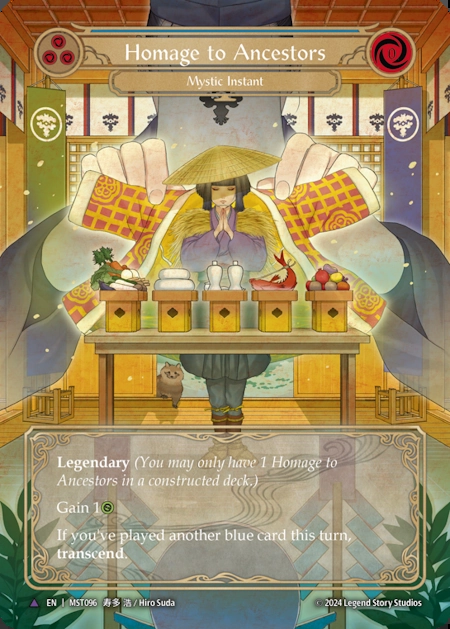 Homage to Ancestors
Mystic Instant
Legendary (You may only have 1 Homage to
Ancestors in a constructed deck.)
Gain 1
If you've played another blue card this turn,
transcend.
EN | MST096 寿多 浩 / Hiro Suda
© 2024 Legend Story Studios